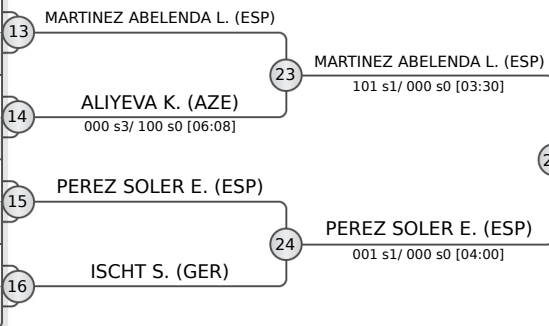 MARTINEZ ABELENDA L. (ESP)
13
23
MARTINEZ ABELENDA L. (ESP)
101 s1/ 000 s0 [03:30]
ALIYEVA K. (AZE)
14
000 s3/ 100 s0 [06:08]
PEREZ SOLER E. (ESP)
15
24
PEREZ SOLER E. (ESP)
001 s1/ 000 s0 [04:00]
ISCHT S. (GER)
16